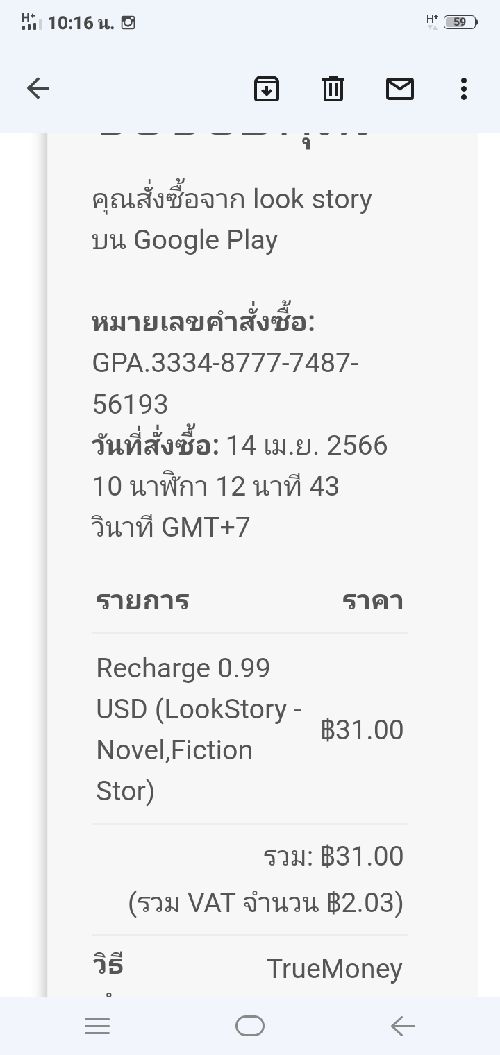 H+ 10:16 น. H+ 59
คุณสั่งซื้อจาก look story
บน Google Play
หมายเลขคำสั่งซื้อ:
GPA.3334-8777-7487-
56193
วันที่สั่งซื้อ: 14 เม.ย. 2566
10 นาฬิกา 12 นาที 43
วินาที GMT+7
รายการ ราคา
Recharge 0.99
USD (LookStory -
Novel,Fiction
Stor)
฿31.00
รวม: ฿31.00
(รวม VAT จำนวน ฿2.03)
วิธี TrueMoney